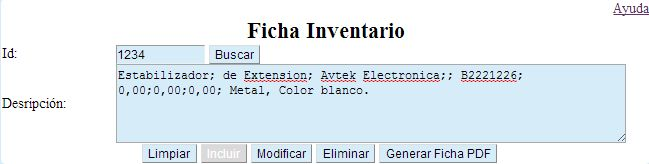 Ayuda
Ficha Inventario
Id: 1234 Buscar
Desripción: Estabilizador; de Extension; Avtek Electronica;; B2221226;
0,00;0,00;0,00; Metal, Color blanco.
Limpiar Incluir Modificar Eliminar Generar Ficha PDF